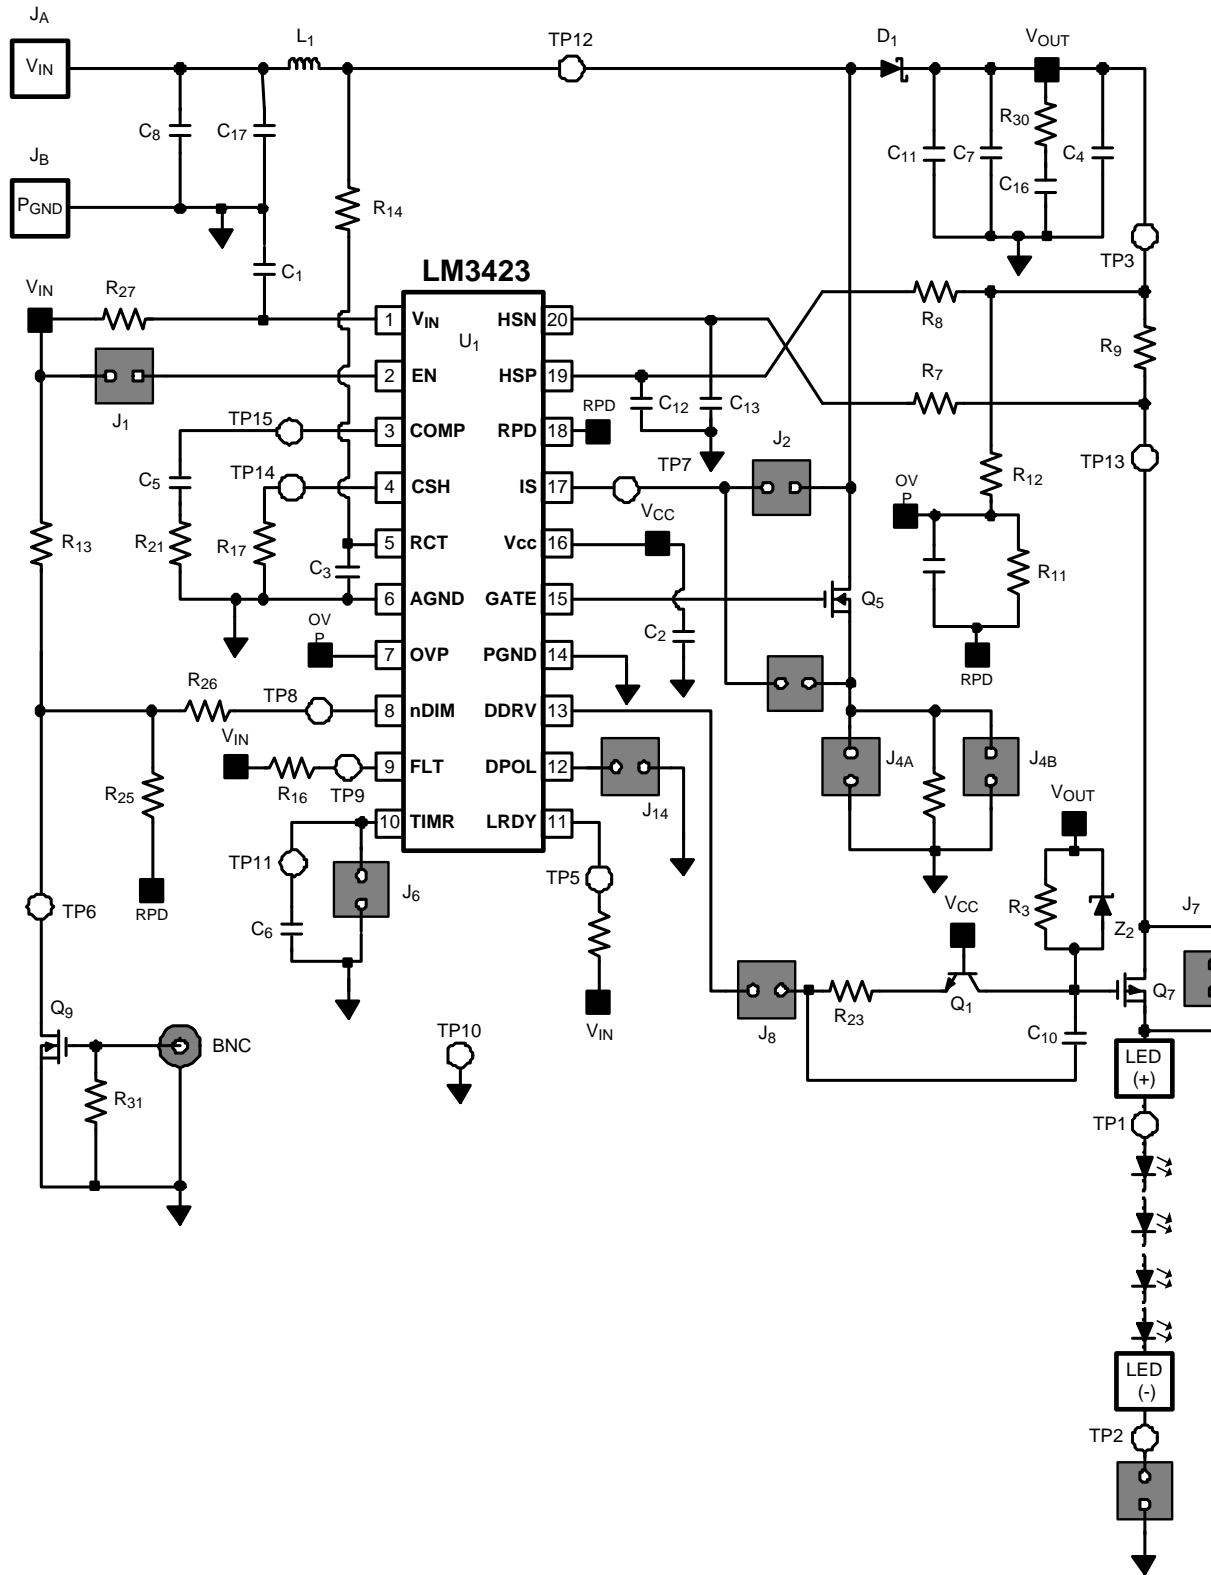 JA
VIN
L1
TP12
D1
VOUT
C8
C17
R30
C11
C7
C4
C16
JB
PGND
R14
TP3
C1
LM3423
VIN
R27
R8
R9
1
VIN
U1
HSN
20
2
EN
HSP
19
R7
J1
RPD
C12
C13
TP15
3
COMP
RPD
18
J2
TP13
TP14
TP7
C5
4
CSH
IS
17
R12
VCC
OV
P
R13
R21
R17
5
RCT
Vcc
16
C3
R11
6
AGND
GATE
15
Q5
OV
P
C2
7
OVP
PGND
14
RPD
R26
TP8
8
nDIM
DDRV
13
VIN
J4A
J4B
9
FLT
DPOL
12
R25
R16
TP9
J14
VOUT
10
TIMR
LRDY
11
TP11
TP5
J6
TP6
RPD
C6
VCC
R3
Z2
J7
Q9
R23
Q1
Q7
VIN
J8
C10
TP10
BNC
LED
(+)
R31
TP1
LED
(-)
TP2